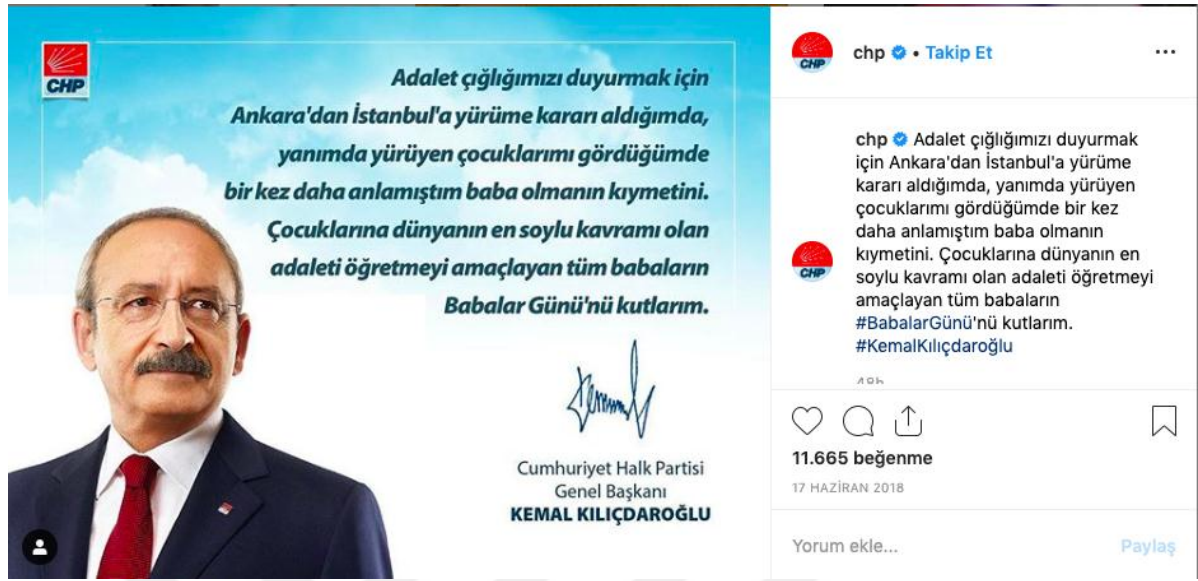 CHP
Adalet çığlığımızı duyurmak için
Ankara'dan İstanbul'a yürüme kararı aldığımda,
yanımda yürüyen çocuklarımı gördüğümde
bir kez daha anlamıştım baba olmanın kıymetini.
Çocuklarına dünyanın en soylu kavramı olan
adaleti öğretmeyi amaçlayan tüm babaların
Babalar Günü'nü kutlarım.
Cumhuriyet Halk Partisi
Genel Başkanı
KEMAL KILIÇDAROĞLU
CHP
chp • Takip Et
CHP
chp Adalet çığlığımızı duyurmak
için Ankara'dan İstanbul'a yürüme
kararı aldığımda, yanımda yürüyen
çocuklarımı gördüğümde bir kez
daha anlamıştım baba olmanın
kıymetini. Çocuklarına dünyanın en
soylu kavramı olan adaleti öğretmeyi
amaçlayan tüm babaların
#BabalarGünü'nü kutlarım.
#KemalKılıçdaroğlu
11.665 beğenme
17 HAZİRAN 2018
Yorum ekle...
Paylaş